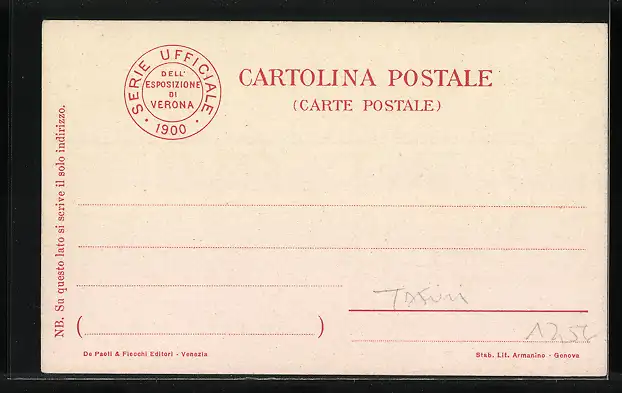 SERIE UFFICIALE
DELL'
ESPOSIZIONE
DI
VERONA
· 1900 ·
CARTOLINA POSTALE
(CARTE POSTALE)
NB. Su questo lato si scrive il solo indirizzo.
( )
De Paoli & Fiecchi Editori - Venezia
Stab. Lit. Armanino - Genova